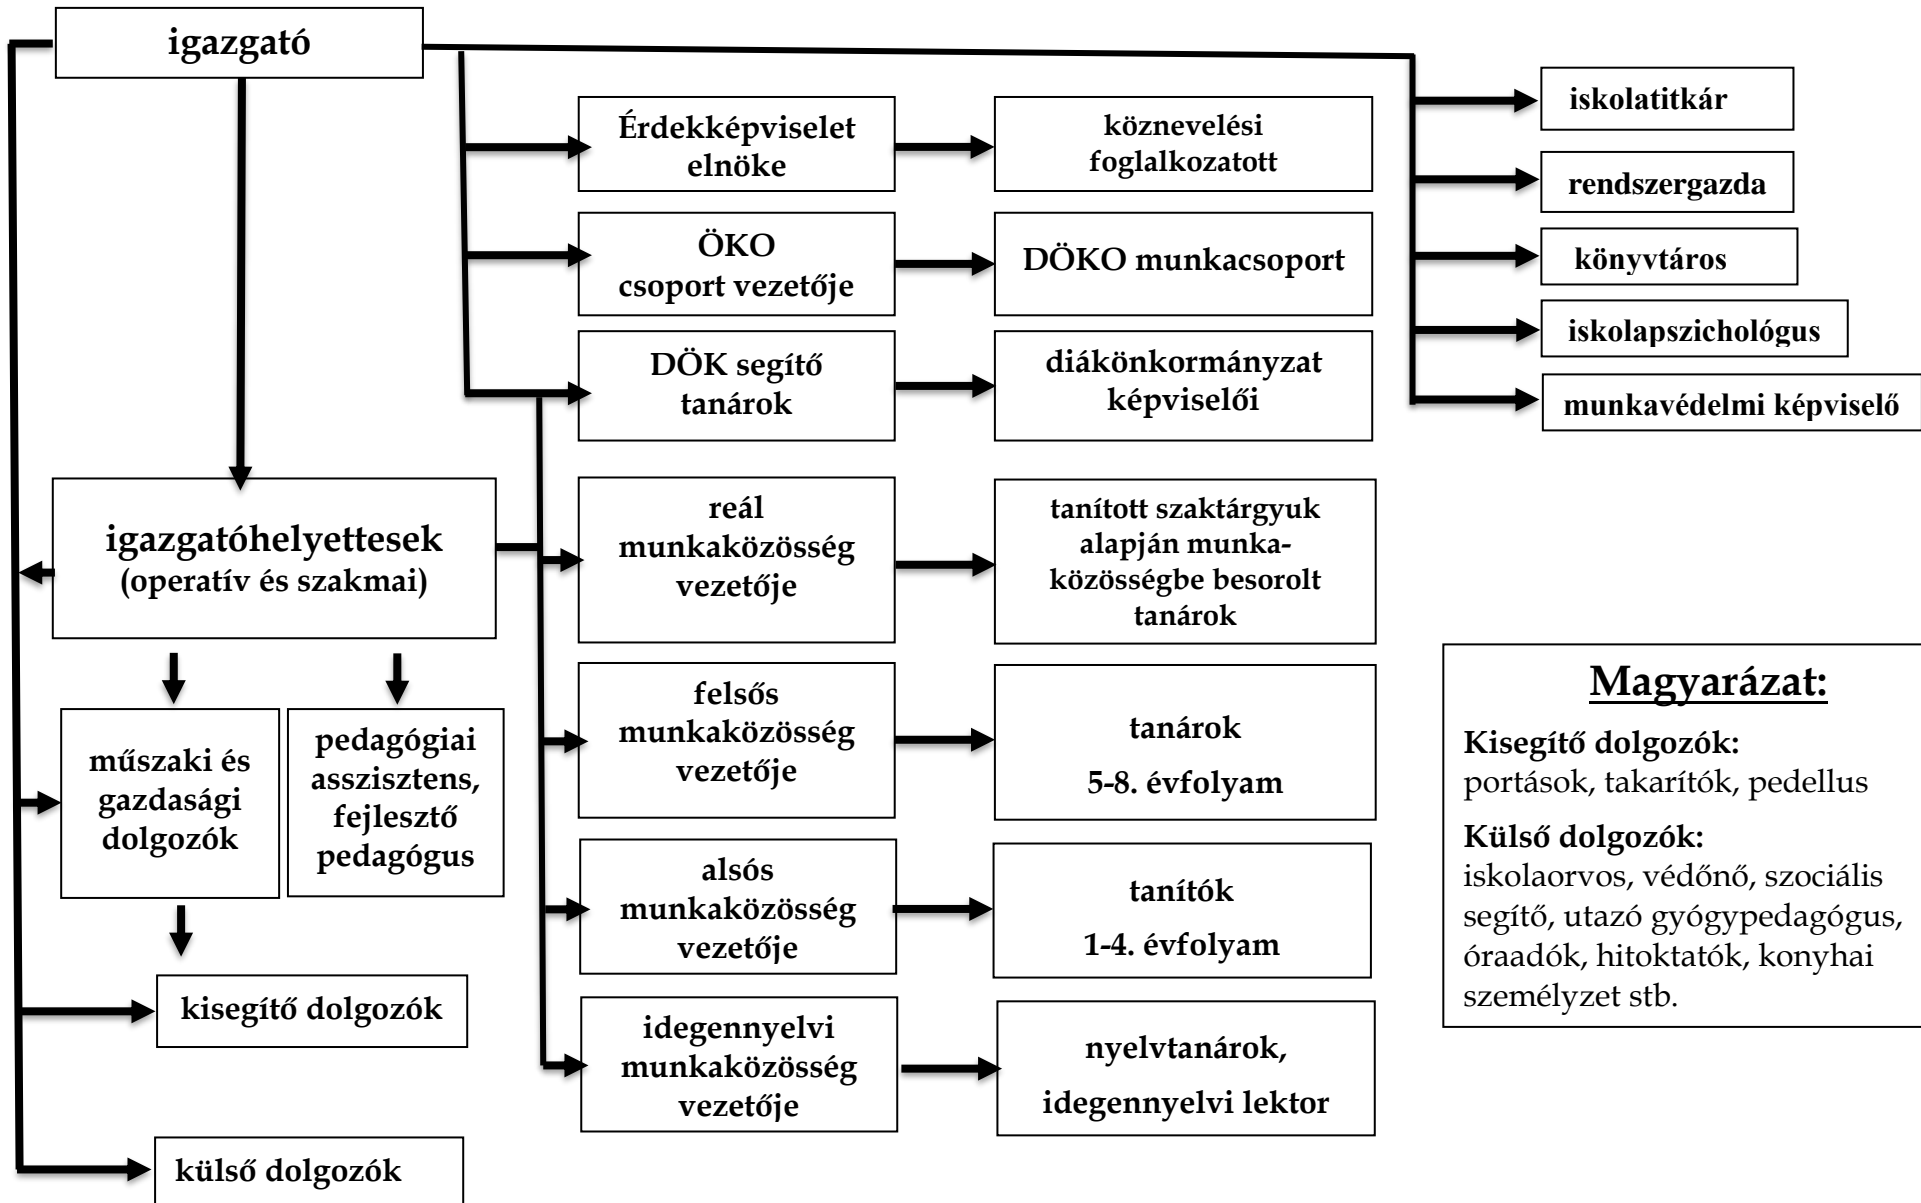 igazgató
Érdekképviselet
elnöke
köznevelési
foglalkozatott
iskolatitkár
rendszergazda
ÖKO
csoport vezetője
DÖKO munkacsoport
könyvtáros
iskolapszichológus
DÖK segítő
tanárok
diákönkormányzat
képviselői
munkavédelmi képviselő
igazgatóhelyettesek
(operatív és szakmai)
reál
munkaközösség
vezetője
tanított szaktárgyuk
alapján munka-
közösségbe besorolt
tanárok
műszaki és
gazdasági
dolgozók
pedagógiai
asszisztens,
fejlesztő
pedagógus
felsős
munkaközösség
vezetője
tanárok
5-8. évfolyam
alsós
munkaközösség
vezetője
tanítók
1-4. évfolyam
kisegítő dolgozók
idegennyelvi
munkaközösség
vezetője
nyelvtanárok,
idegennyelvi lektor
külső dolgozók
Magyarázat:
Kisegítő dolgozók:
portások, takarítók, pedellus
Külső dolgozók:
iskolaorvos, védőnő, szociális
segítő, utazó gyógypedagógus,
óraadók, hitoktatók, konyhai
személyzet stb.